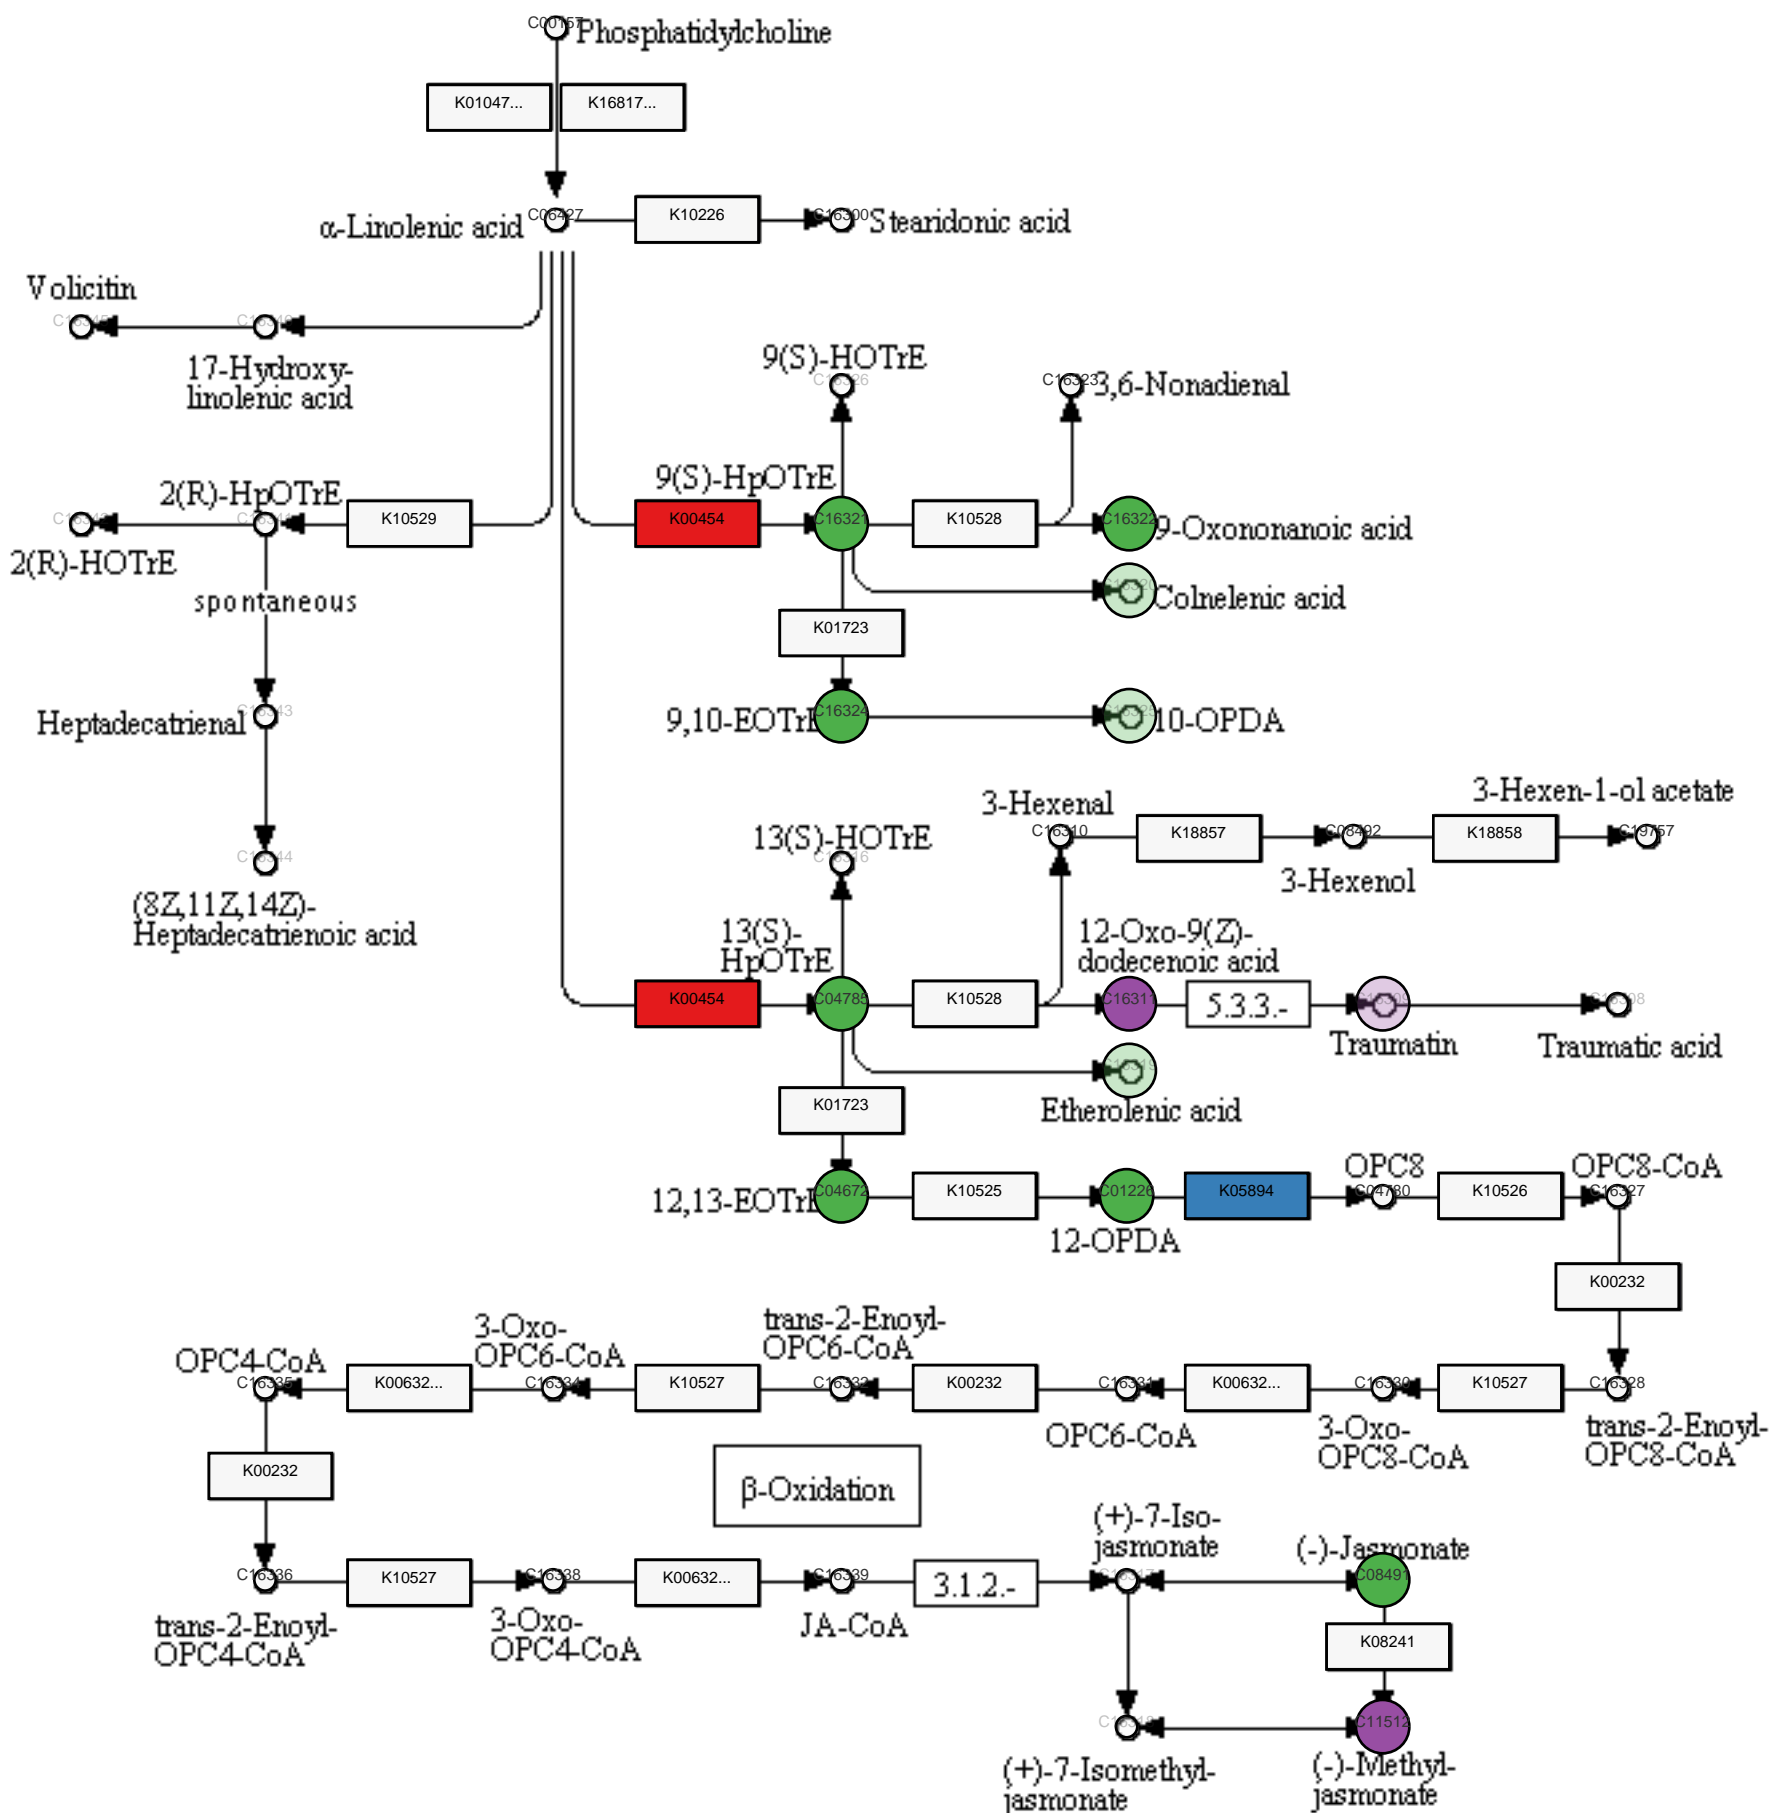 C00157
Phosphatidylcholine
K01047...
K16817...
α-Linolenic acid
C06427
K10226
C16300
Stearidonic acid
Volicitin
17-Hydroxy-
linolenic acid
9(S)-HOTrE
C16326
C16323
3,6-Nonadienal
2(R)-HpOTrE
K10529
2(R)-HOTrE
9(S)-HpOTrE
K00454
C16321
K10528
C16322
9-Oxononanoic acid
Colnelenic acid
spontaneous
K01723
Heptadecatrienal
C16343
9,10-EOTrE
C16324
10-OPDA
3-Hexenal
C16310
K18857
C08492
3-Hexenol
K18858
3-Hexen-1-ol acetate
C19757
C16344
(8Z,11Z,14Z)-
Heptadecatrienoic acid
13(S)-HOTrE
C16316
13(S)-
HpOTrE
K00454
C04785
K10528
12-Oxo-9(Z)-
dodecenoic acid
C16311
5.3.3.-
Traumatin
C16308
Traumatic acid
Etherolenic acid
K01723
12,13-EOTrE
C04672
K10525
C01226
12-OPDA
K05894
OPC8
C04780
K10526
OPC8-CoA
C16327
K00232
OPC4-CoA
C16335
K00632...
3-Oxo-
OPC6-CoA
C16334
K10527
trans-2-Enoyl-
OPC6-CoA
C16333
K00232
C16331
OPC6-CoA
K00632...
C16330
3-Oxo-
OPC8-CoA
K10527
C16328
trans-2-Enoyl-
OPC8-CoA
K00232
β-Oxidation
C16336
trans-2-Enoyl-
OPC4-CoA
K10527
C16338
3-Oxo-
OPC4-CoA
K00632...
C16339
JA-CoA
3.1.2.-
(+)-7-Iso-
jasmonate
(-)-Jasmonate
C08491
K08241
(+)-7-Isomethyl-
jasmonate
C11512
(-)-Methyl-
jasmonate